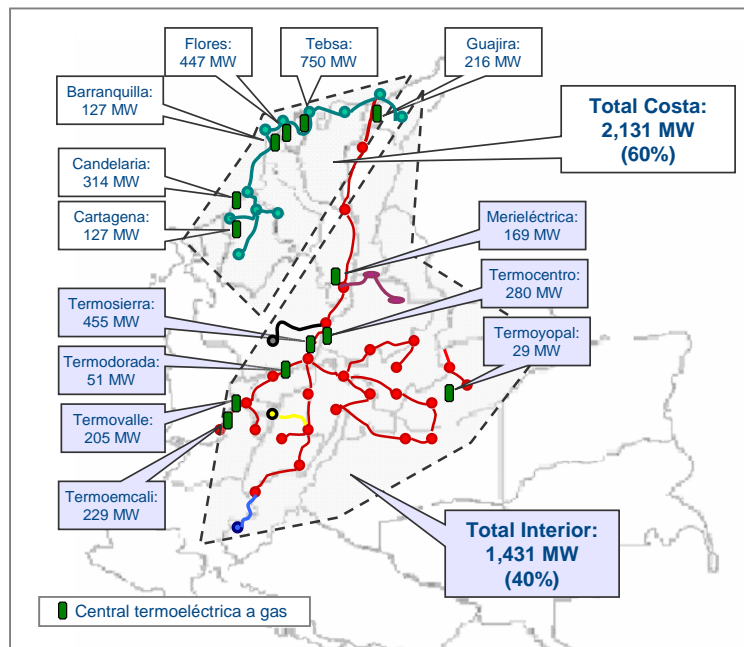 Flores:
447 MW
Tebsa:
750 MW
Guajira:
216 MW
Barranquilla:
127 MW
Total Costa:
2,131 MW
(60%)
Candelaria:
314 MW
Cartagena:
127 MW
Merieléctrica:
169 MW
Termocentro:
280 MW
Termosierra:
455 MW
Termoyopal:
29 MW
Termodorada:
51 MW
Termovalle:
205 MW
Termoemcali:
229 MW
Total Interior:
1,431 MW
(40%)
Central termoeléctrica a gas